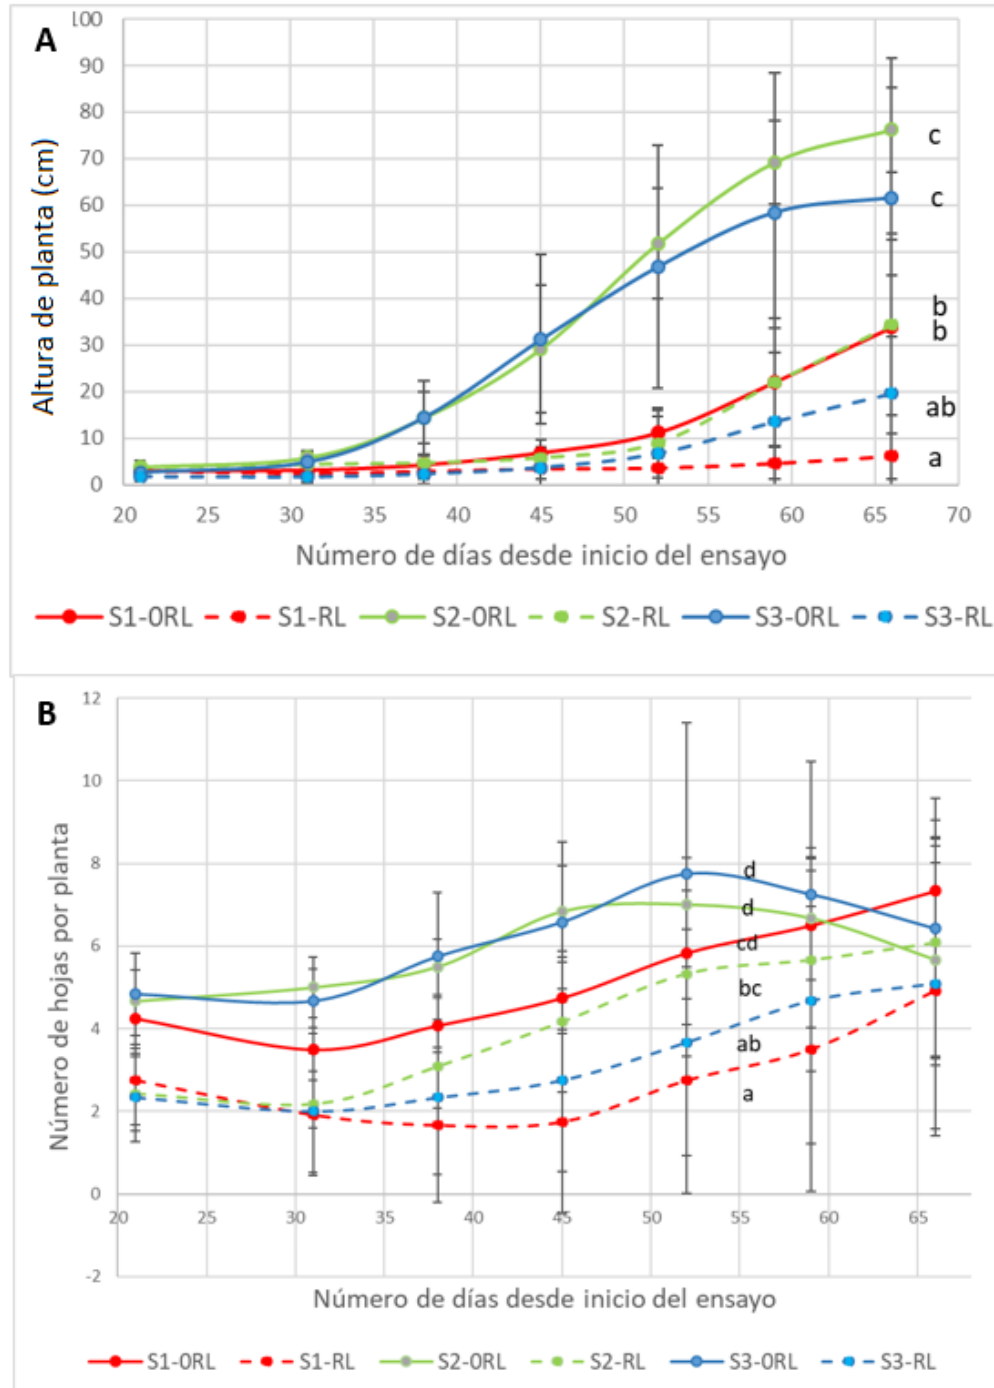 A
100
90
80
70
60
50
40
30
20
10
0
Altura de planta (cm)
c
c
b
b
ab
a
20 25 30 35 40 45 50 55 60 65 70
Número de días desde inicio del ensayo
S1-0RL S1-RL S2-0RL S2-RL S3-0RL S3-RL
B
12
10
8
6
4
2
0
-2
Número de hojas por planta
d
d
cd
bc
ab
a
20 25 30 35 40 45 50 55 60 65
Número de días desde inicio del ensayo
S1-0RL S1-RL S2-0RL S2-RL S3-0RL S3-RL